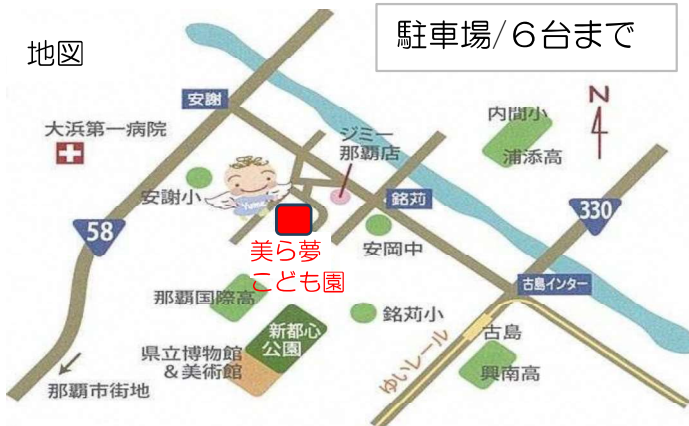 駐車場/６台まで
地図
N
安謝
大浜第一病院
ジミー
那覇店
内間小
浦添高
安謝小
Yume
銘苅
330
58
美ら夢
こども園
安岡中
古島インター
那覇国際高
新都心
公園
銘苅小
古島
県立博物館
＆美術館
ゆいレール
興南高
那覇市街地